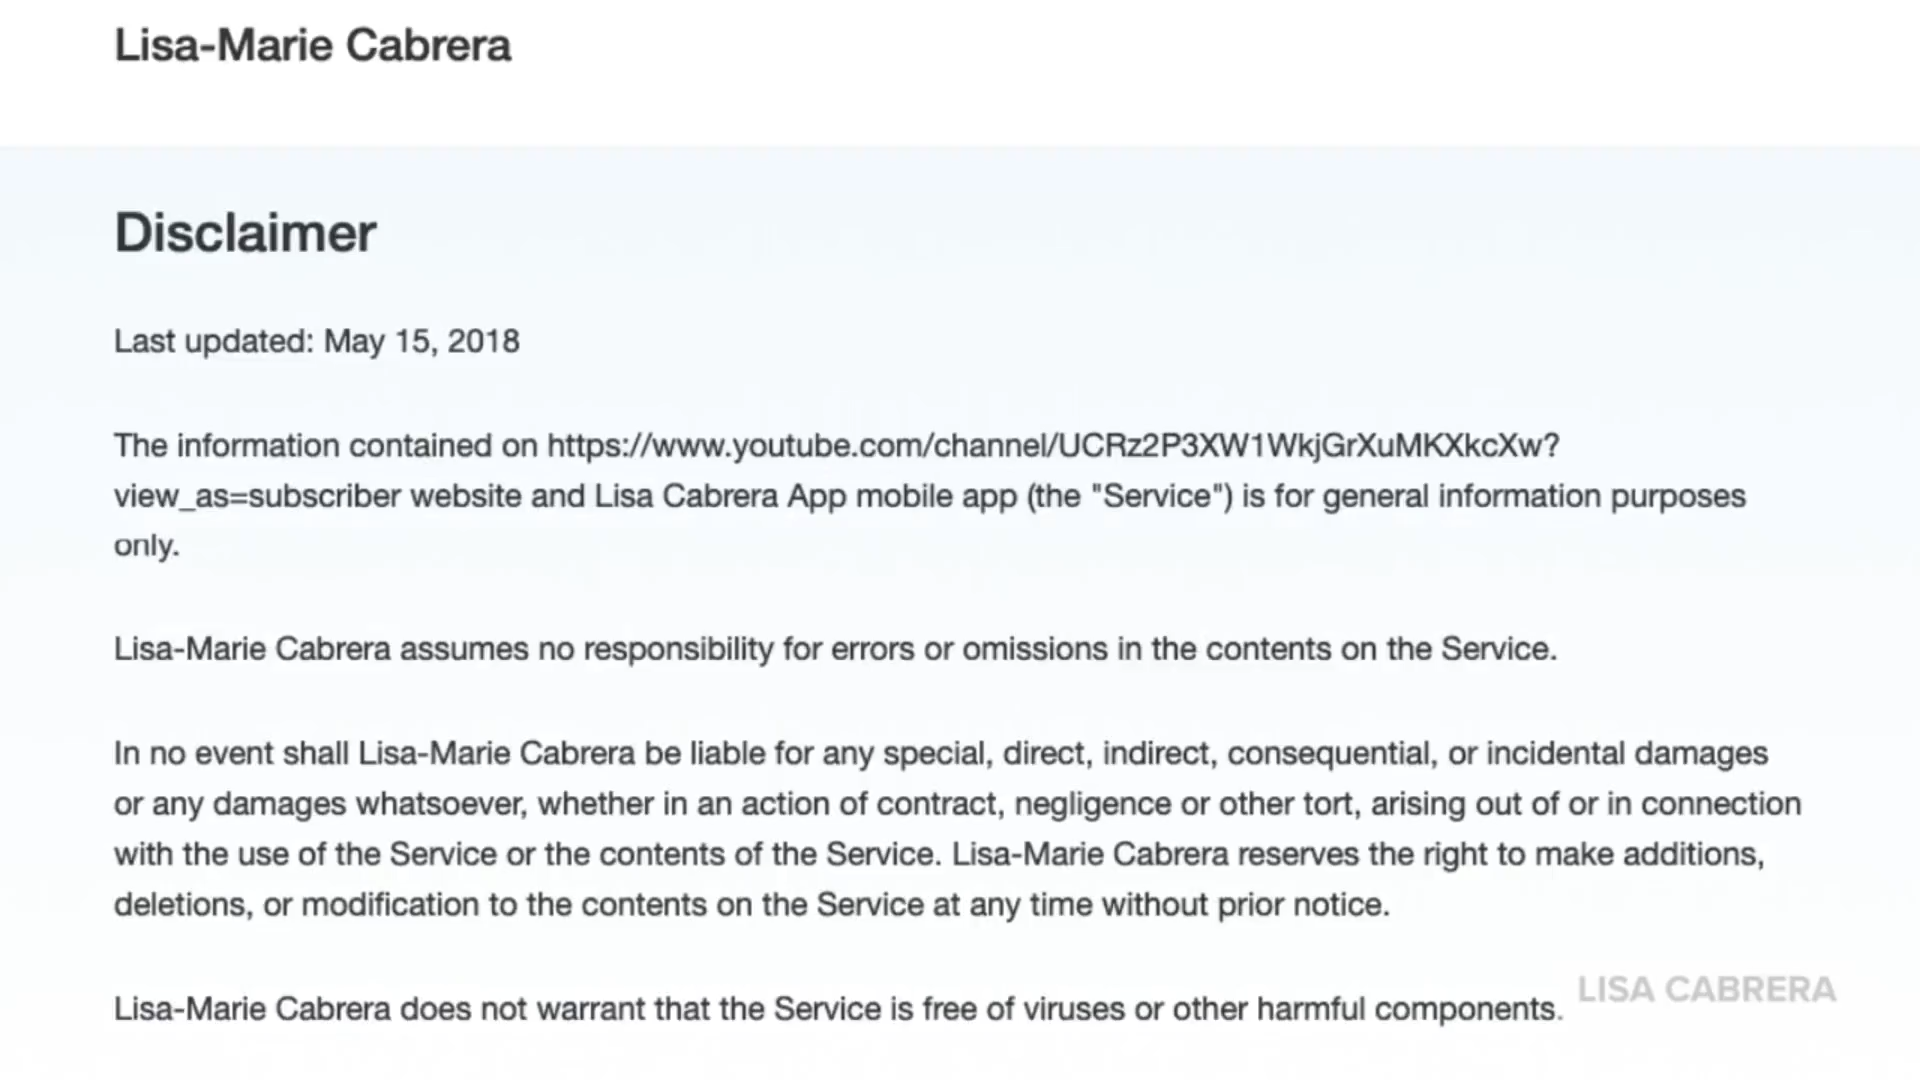 Lisa-Marie Cabrera
Disclaimer
Last updated: May 15, 2018
The information contained on https://www.youtube.com/channel/UCRz2P3XW1WkjGrXuMKXkcXw?
view_as=subscriber website and Lisa Cabrera App mobile app (the "Service") is for general information purposes
only.
Lisa-Marie Cabrera assumes no responsibility for errors or omissions in the contents on the Service.
In no event shall Lisa-Marie Cabrera be liable for any special, direct, indirect, consequential, or incidental damages
or any damages whatsoever, whether in an action of contract, negligence or other tort, arising out of or in connection
with the use of the Service or the contents of the Service. Lisa-Marie Cabrera reserves the right to make additions,
deletions, or modification to the contents on the Service at any time without prior notice.
Lisa-Marie Cabrera does not warrant that the Service is free of viruses or other harmful components.
LISA CABRERA